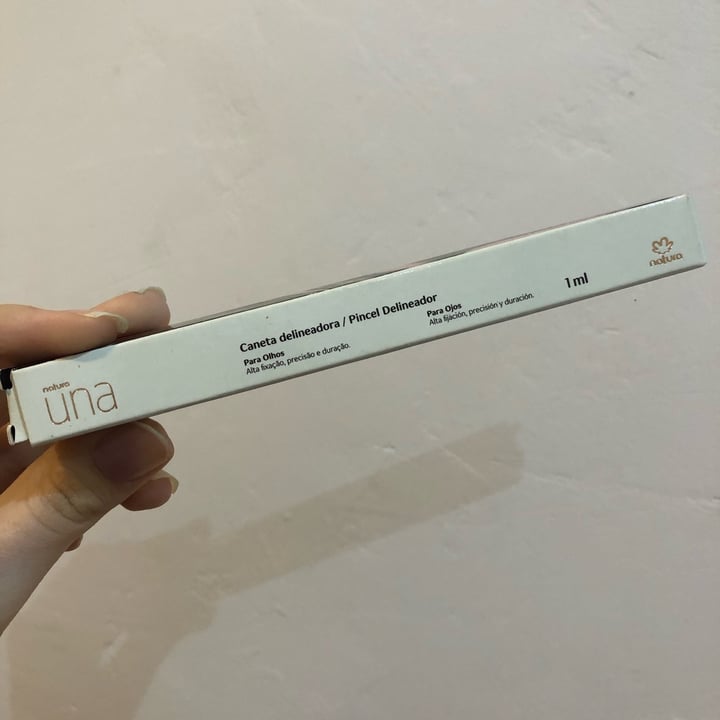 natura
una
Caneta delineadora / Pincel Delineador
Para Olhos
Alta fixação, precisão e duração.
Para Ojos
Alta fijación, precisión y duración.
1 ml
natura